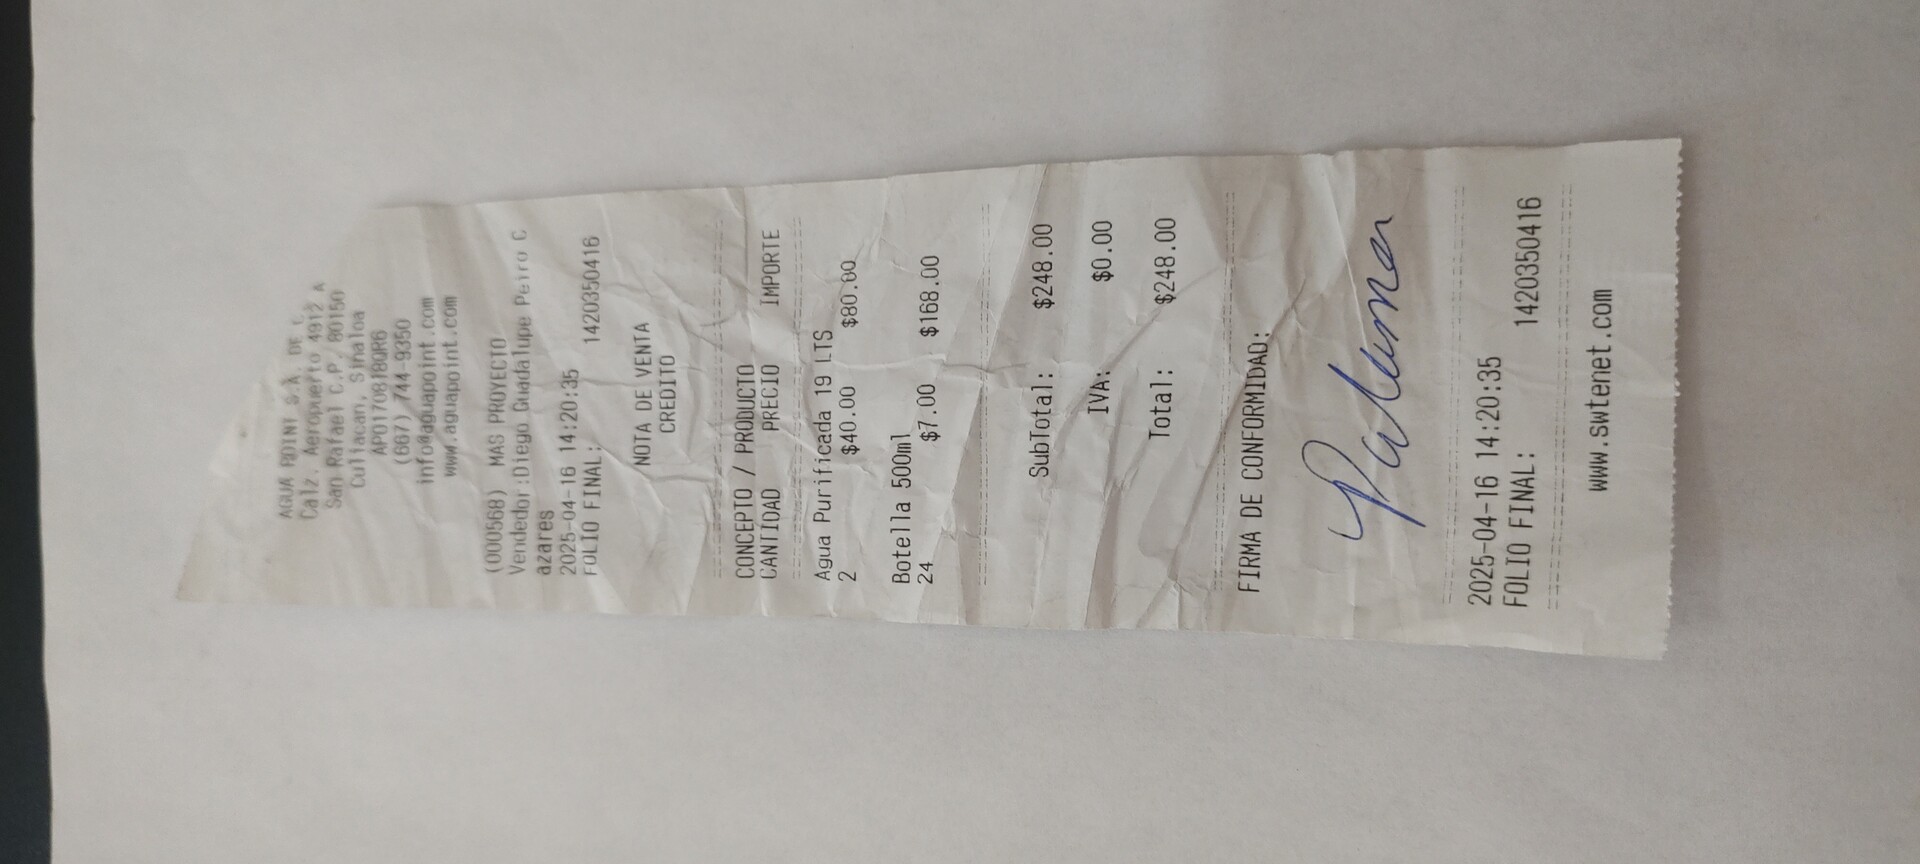 AGUA POINT S.A. DE C.
Calz. Aeropuerto 4912 A
San Rafael C.P. 80150
Culiacan, Sinaloa
(667) 744-9350
info@aguapoint.com
www.aguapoint.com
(000568) MAS PROYECTO
Vendedor:Diego Guadalupe Peiro C
azares
2025-04-16 14:20:35
FOLIO FINAL: 1420350416
NOTA DE VENTA
CREDITO
CONCEPTO / PRODUCTO
CANTIDAD PRECIO IMPORTE
Agua Purificada 19 LTS
2 $40.00 $80.00
Botella 500ml
24 $7.00 $168.00
SubTotal: $248.00
IVA: $0.00
Total: $248.00
FIRMA DE CONFORMIDAD:
2025-04-16 14:20:35
FOLIO FINAL: 1420350416
www.swtenet.com